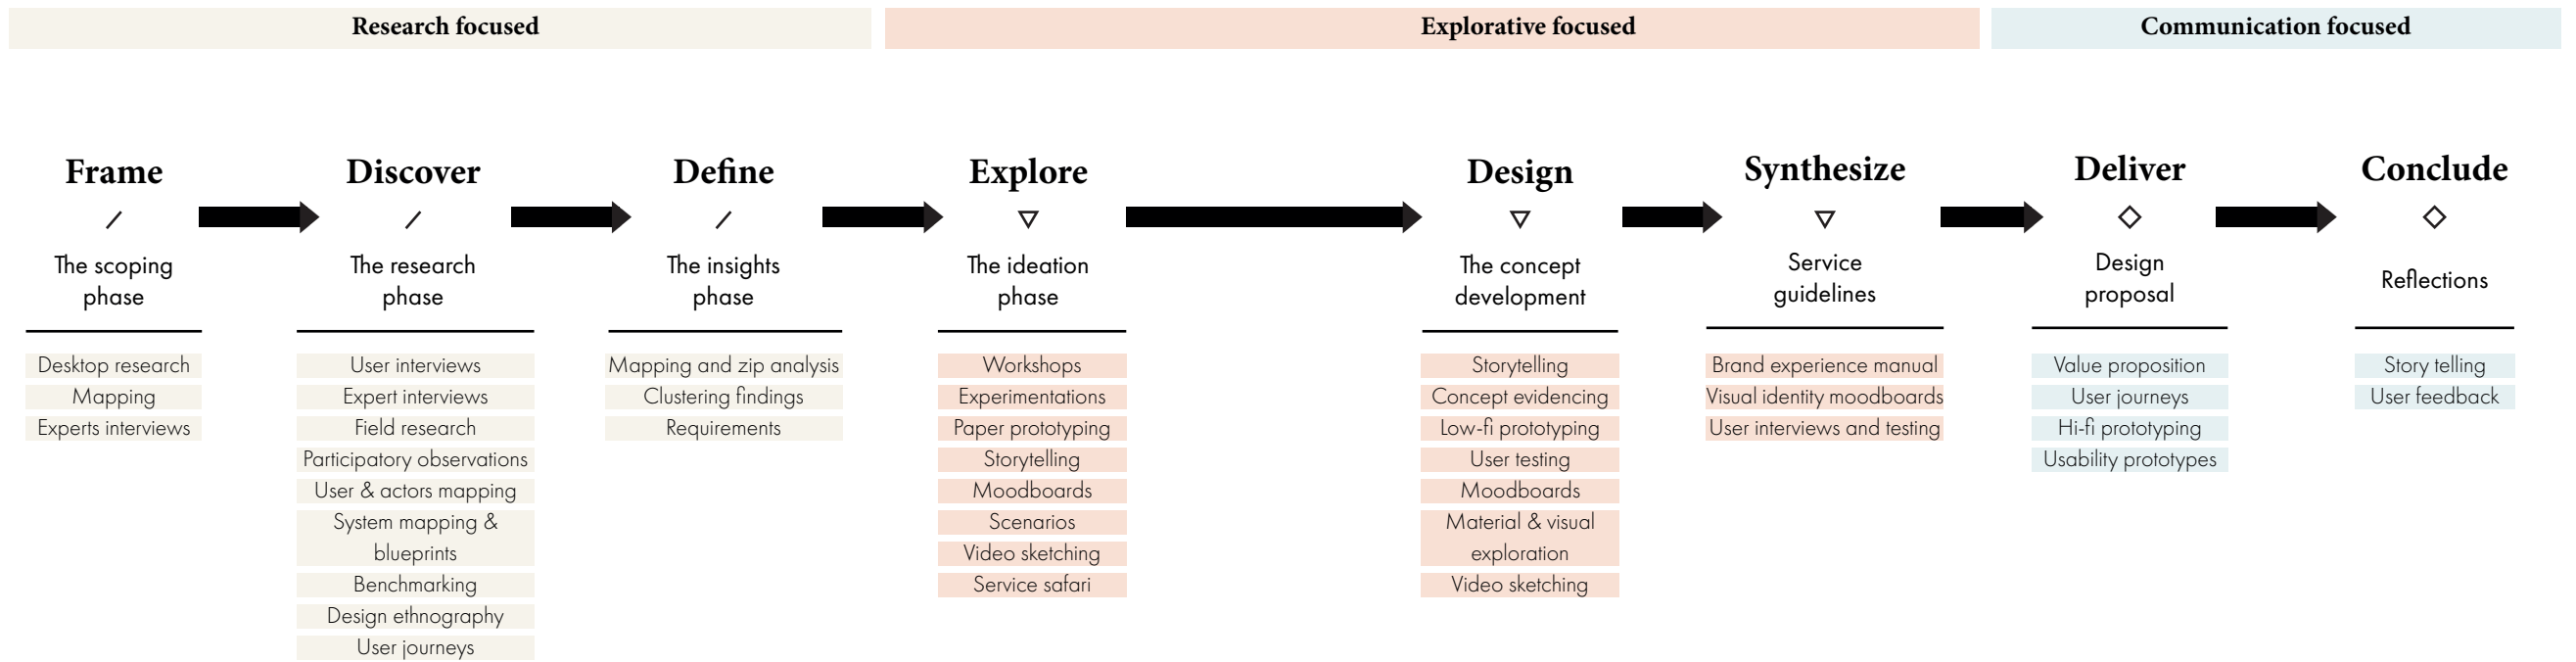 Research focused
Explorative focused
Communication focused
Frame
The scoping
phase
Desktop research
Mapping
Experts interviews
Discover
The research
phase
User interviews
Expert interviews
Field research
Participatory observations
User & actors mapping
System mapping &
blueprints
Benchmarking
Design ethnography
User journeys
Define
The insights
phase
Mapping and zip analysis
Clustering findings
Requirements
Explore
The ideation
phase
Workshops
Experimentations
Paper prototyping
Storytelling
Moodboards
Scenarios
Video sketching
Service safari
Design
The concept
development
Storytelling
Concept evidencing
Low-fi prototyping
User testing
Moodboards
Material & visual
exploration
Video sketching
Synthesize
Service
guidelines
Brand experience manual
Visual identity moodboards
User interviews and testing
Deliver
Design
proposal
Value proposition
User journeys
Hi-fi prototyping
Usability prototypes
Conclude
Reflections
Story telling
User feedback